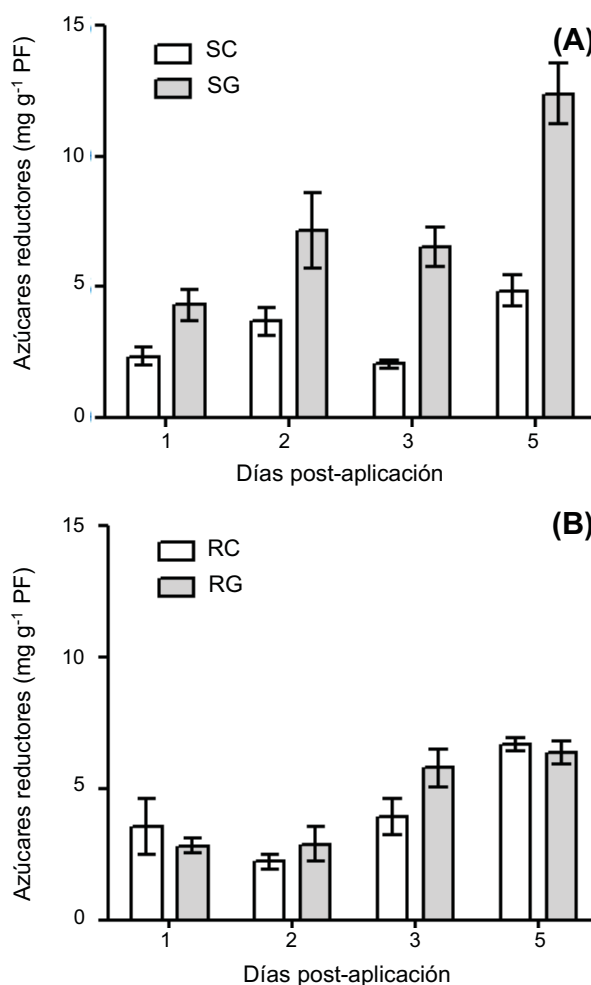 (A)
SC
SG
Azúcares reductores (mg g⁻¹ PF)
15
10
5
0
1 2 3 5
Días post-aplicación
(B)
RC
RG
Azúcares reductores (mg g⁻¹ PF)
15
10
5
0
1 2 3 5
Días post-aplicación